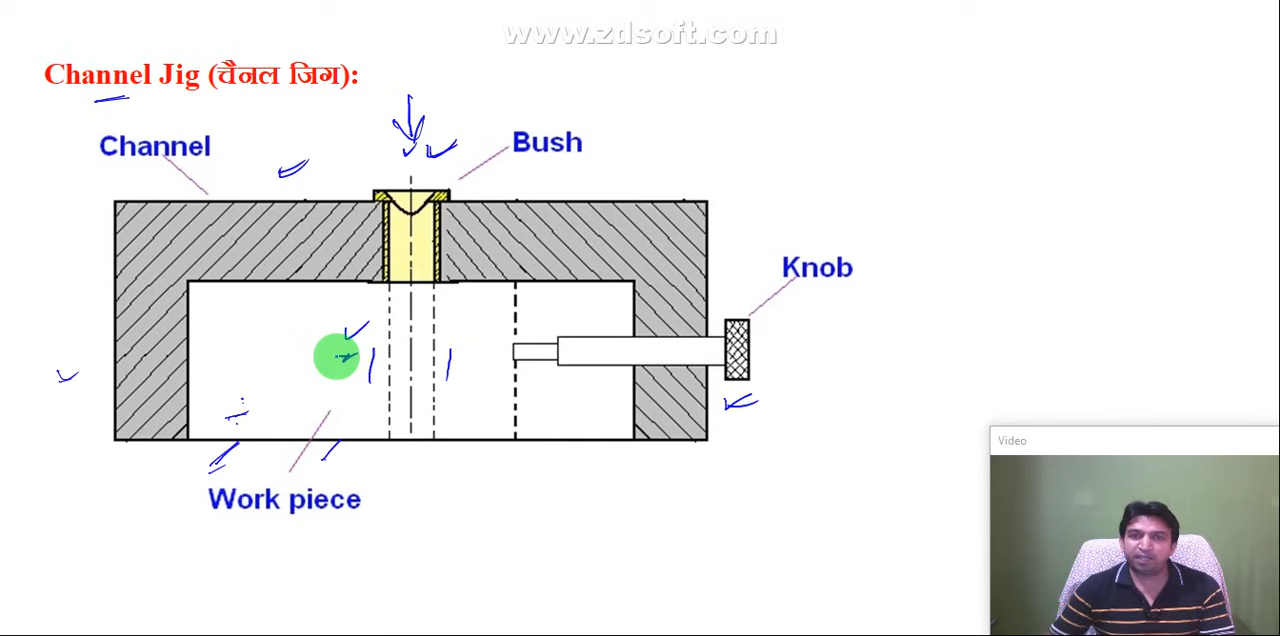 www.zdsoft.com
Channel Jig (चैनल जिग):
Channel
Bush
Knob
Work piece
Video